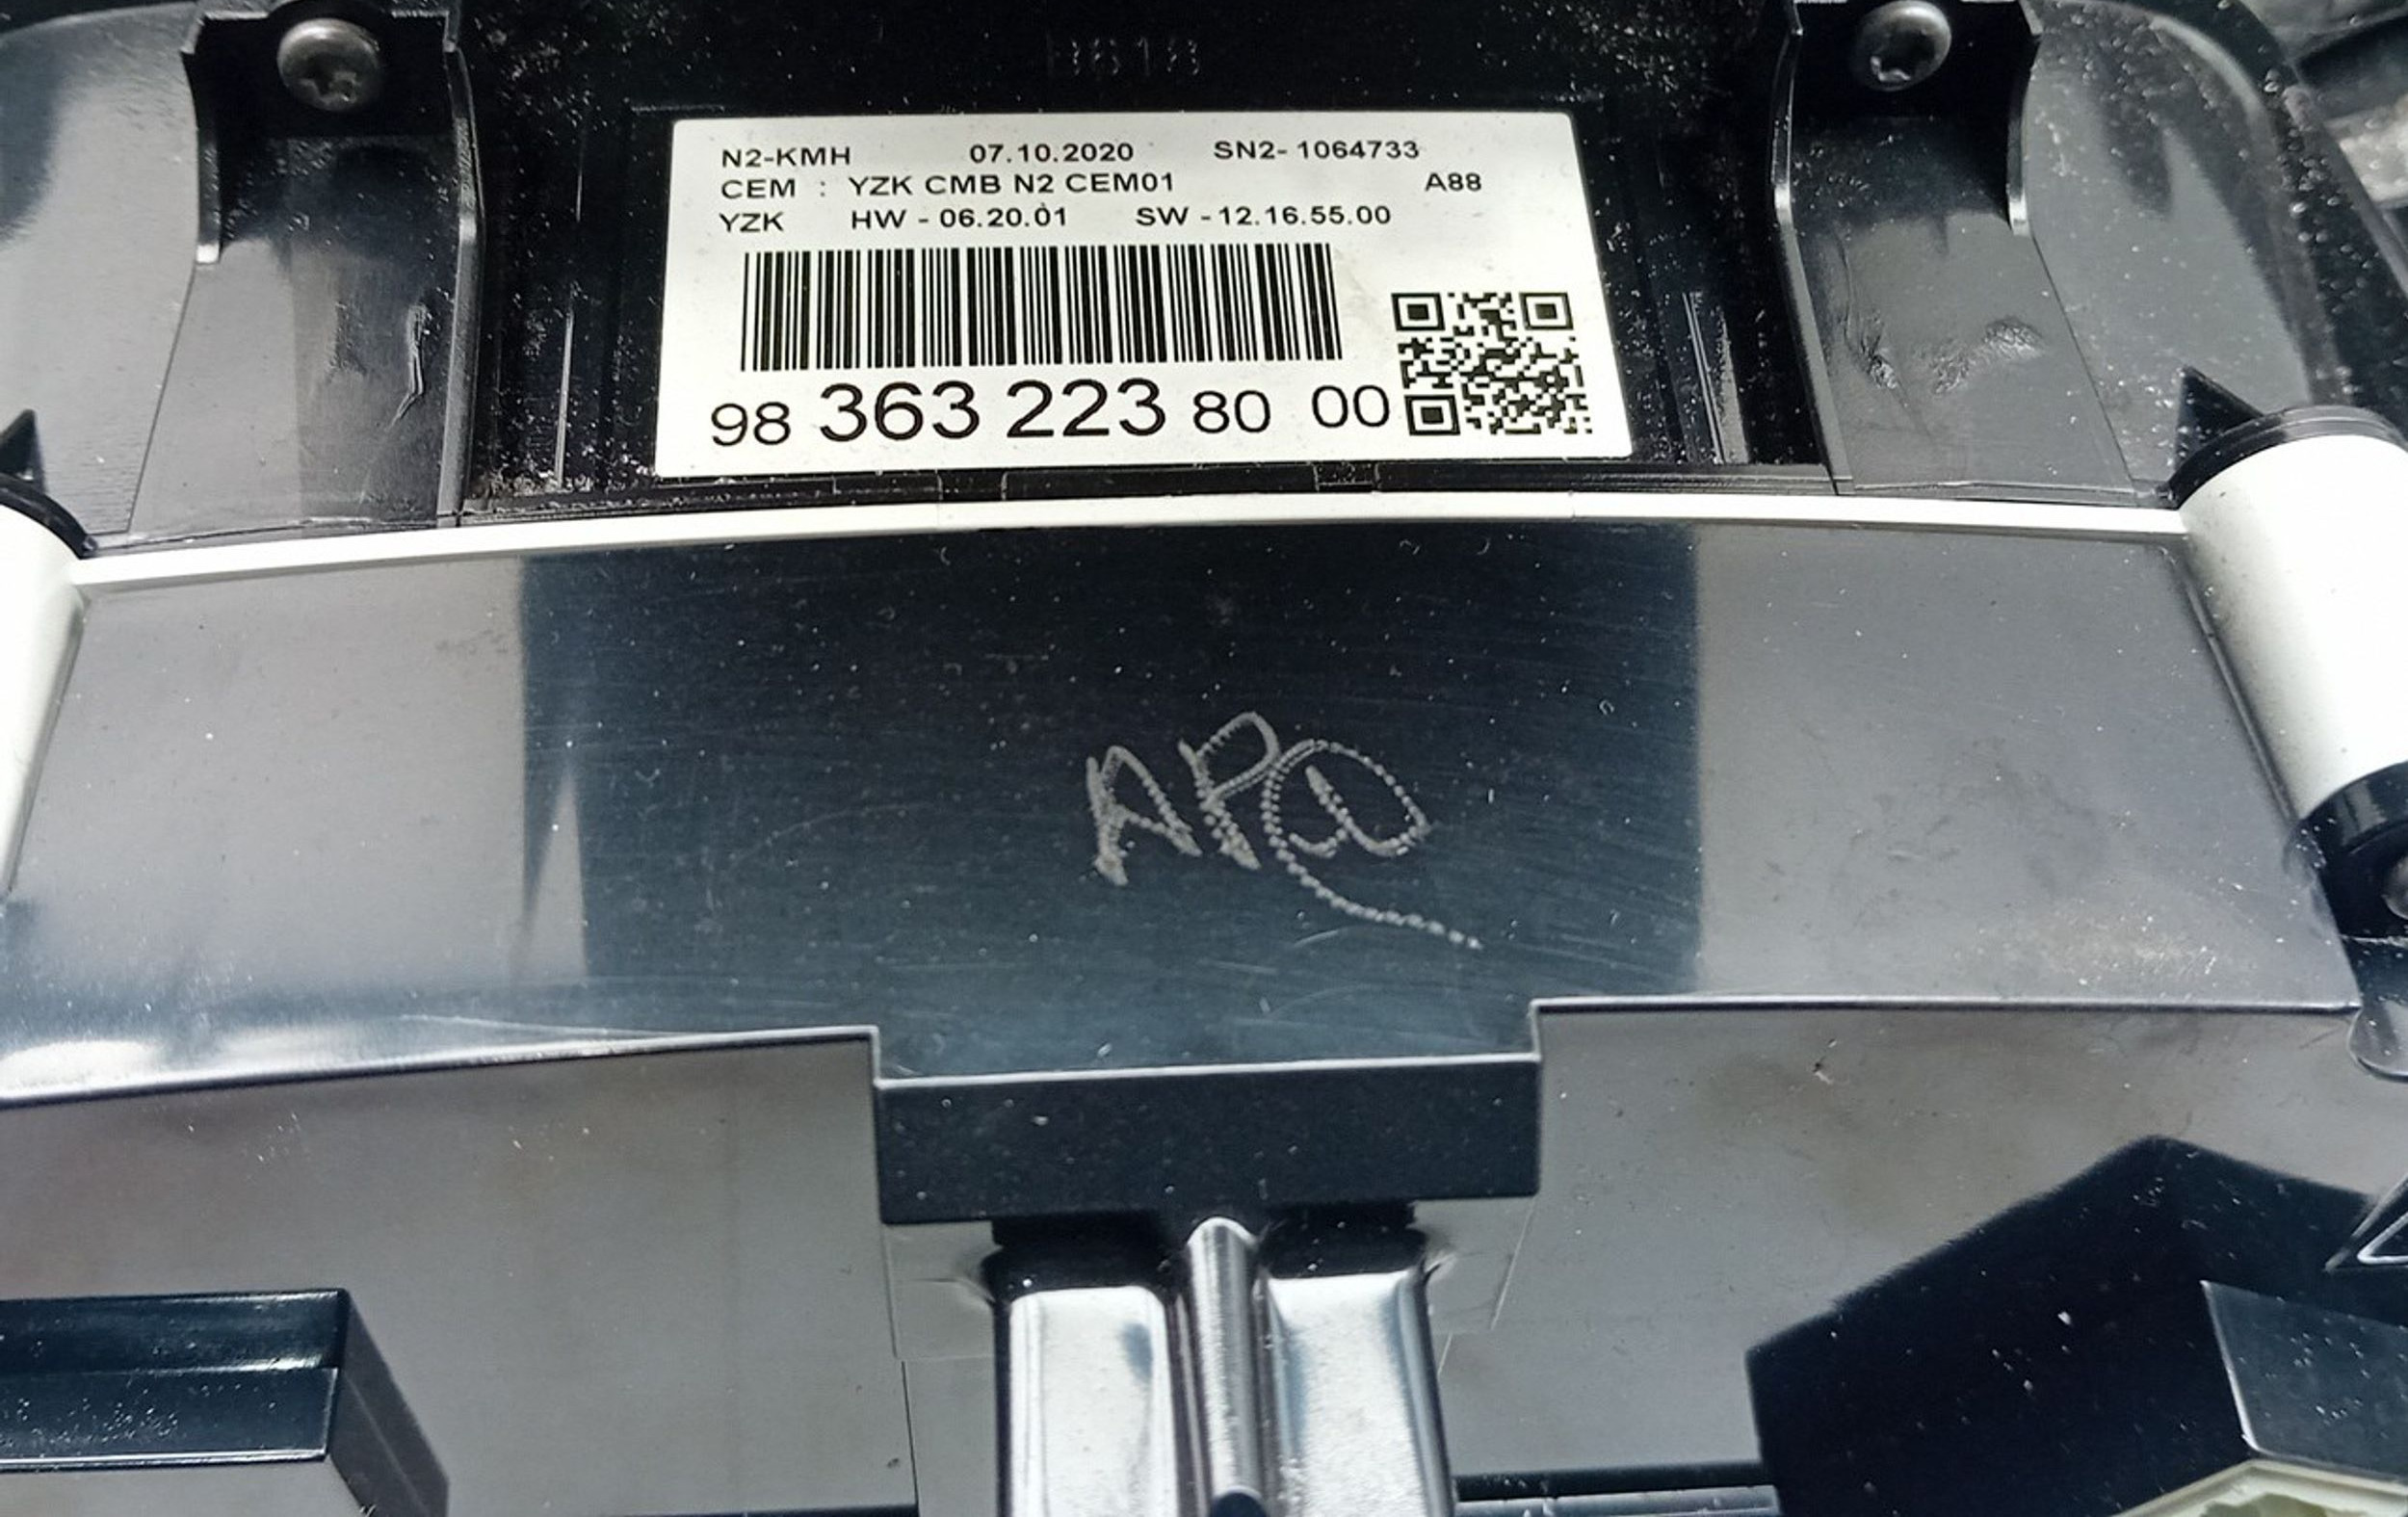 N2-KMH 07.10.2020 SN2- 1064733
CEM : YZK CMB N2 CEM01 A88
YZK HW - 06.20.01 SW - 12.16.55.00
98 363 223 80 00